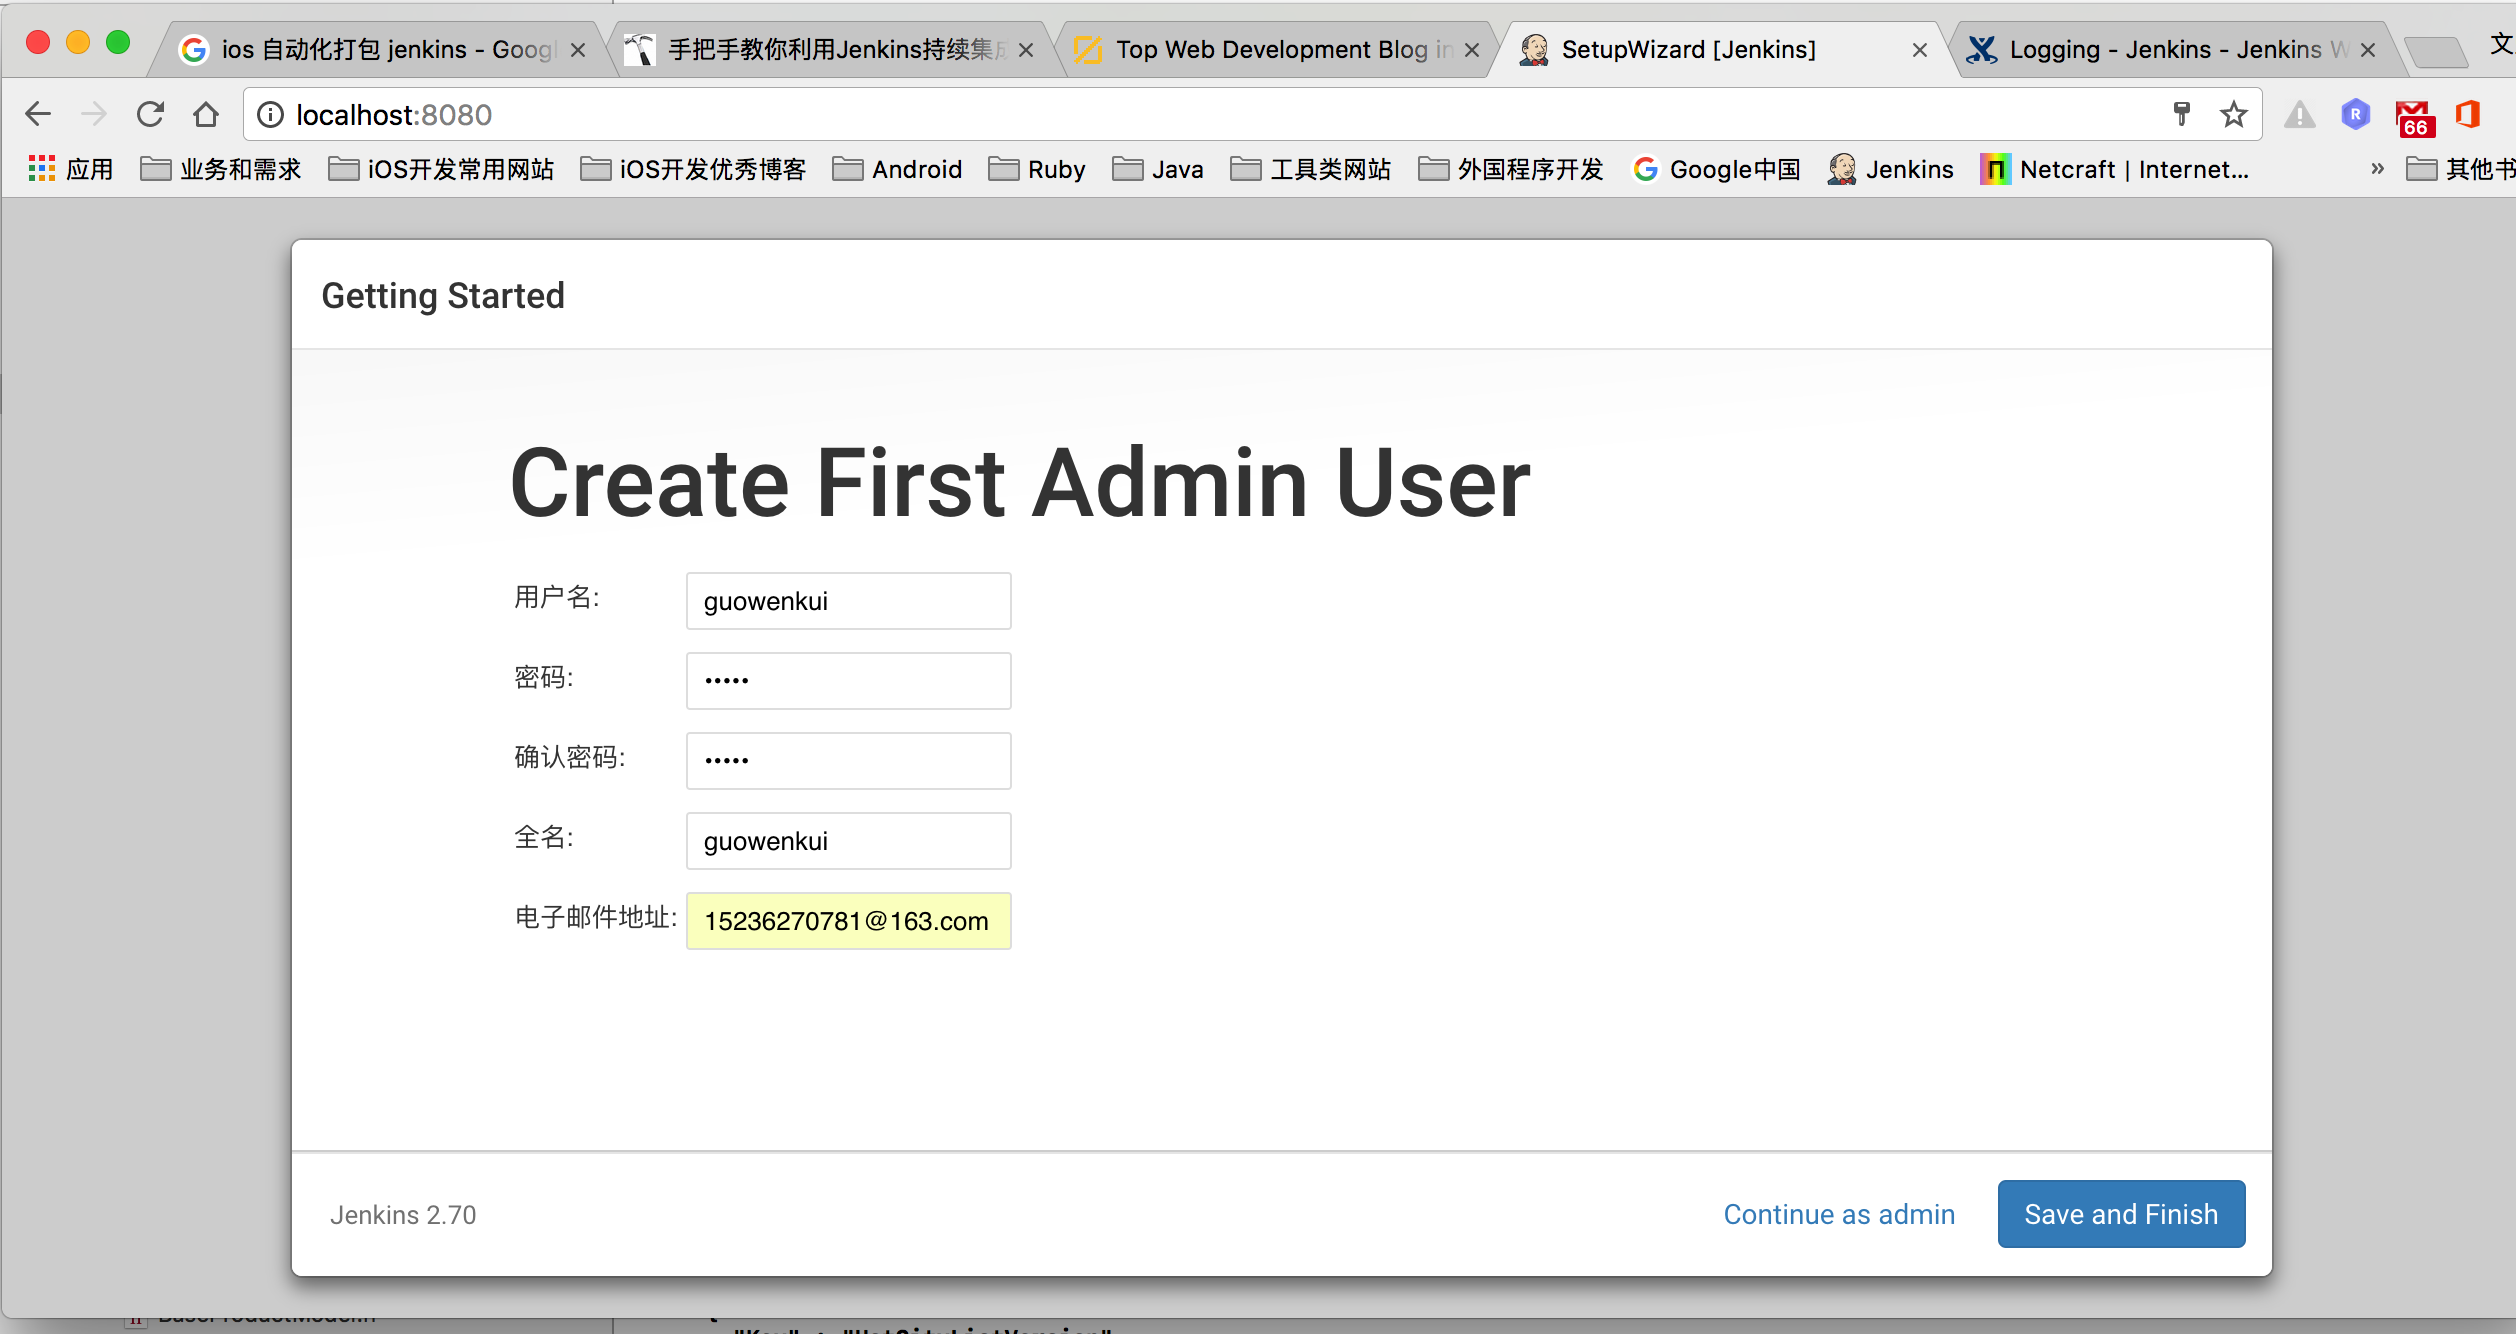 ios 自动化打包 jenkins - Goog
手把手教你利用Jenkins持续集成
Top Web Development Blog in
SetupWizard [Jenkins]
Logging - Jenkins - Jenkins W
文
localhost:8080
R
66
应用
业务和需求
iOS开发常用网站
iOS开发优秀博客
Android
Ruby
Java
工具类网站
外国程序开发
Google中国
Jenkins
Netcraft | Internet...
»
其他书
Getting Started
Create First Admin User
用户名: guowenkui
密码: •••••
确认密码: •••••
全名: guowenkui
电子邮件地址: 15236270781@163.com
Jenkins 2.70
Continue as admin
Save and Finish